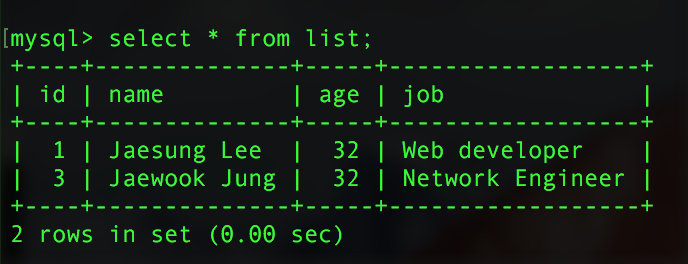 [mysql> select * from list;
+----+--------------+-----+------------------+
| id | name         | age | job              |
+----+--------------+-----+------------------+
|  1 | Jaesung Lee  |  32 | Web developer    |
|  3 | Jaewook Jung |  32 | Network Engineer |
+----+--------------+-----+------------------+
2 rows in set (0.00 sec)